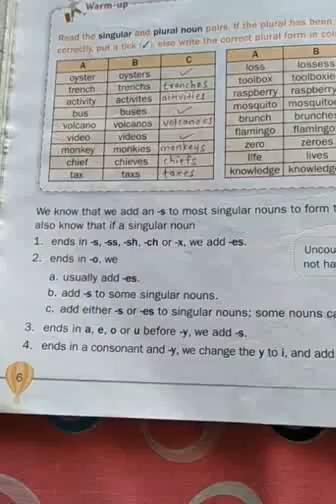 Warm-up
Read the singular and plural noun pairs. If the plural has been
correctly, put a tick (✓), else write the correct plural form in col
A B C
oyster oysters ✓
trench trenchs trenches
activity activites activities
bus buses ✓
volcano volcanos volcanoes
video videos ✓
monkey monkies monkeys
chief chieves chiefs
tax taxs taxes
A B
loss lossess
toolbox
raspberry
mosquito mosquito
brunch brunche
flamingo flamingo
zero zeroes
life lives
knowledge knowledge
We know that we add an -s to most singular nouns to form t
also know that if a singular noun
1. ends in -s, -ss, -sh, -ch or -x, we add -es.
2. ends in -o, we
a. usually add -es.
b. add -s to some singular nouns.
c. add either -s or -es to singular nouns; some nouns ca
3. ends in a, e, o or u before -y, we add -s.
4. ends in a consonant and -y, we change the y to i, and add
Uncou
not ha
6